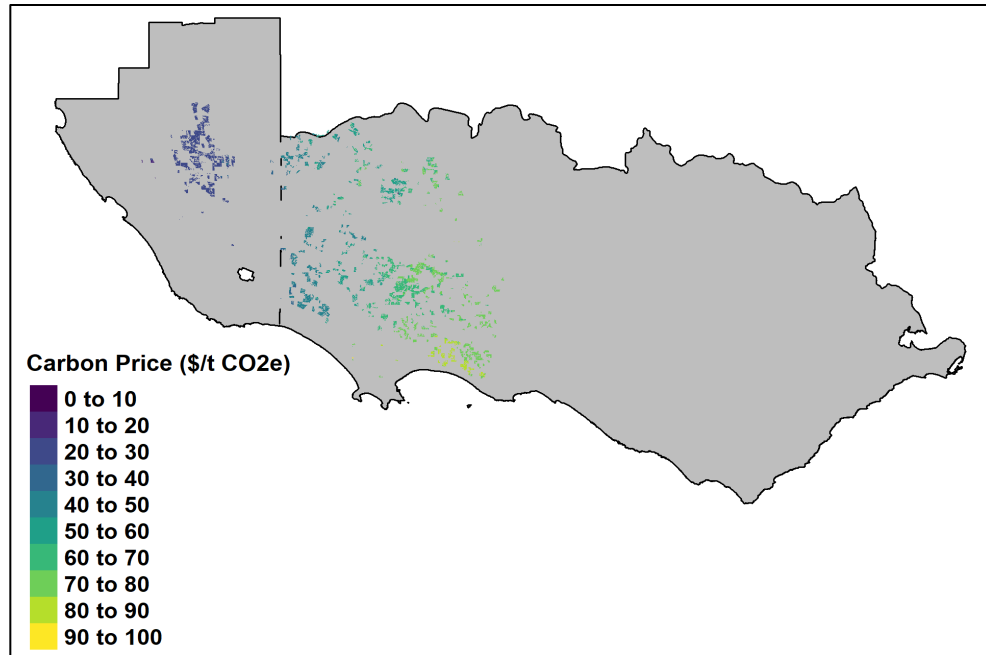 Carbon Price ($/t CO2e)
0 to 10
10 to 20
20 to 30
30 to 40
40 to 50
50 to 60
60 to 70
70 to 80
80 to 90
90 to 100